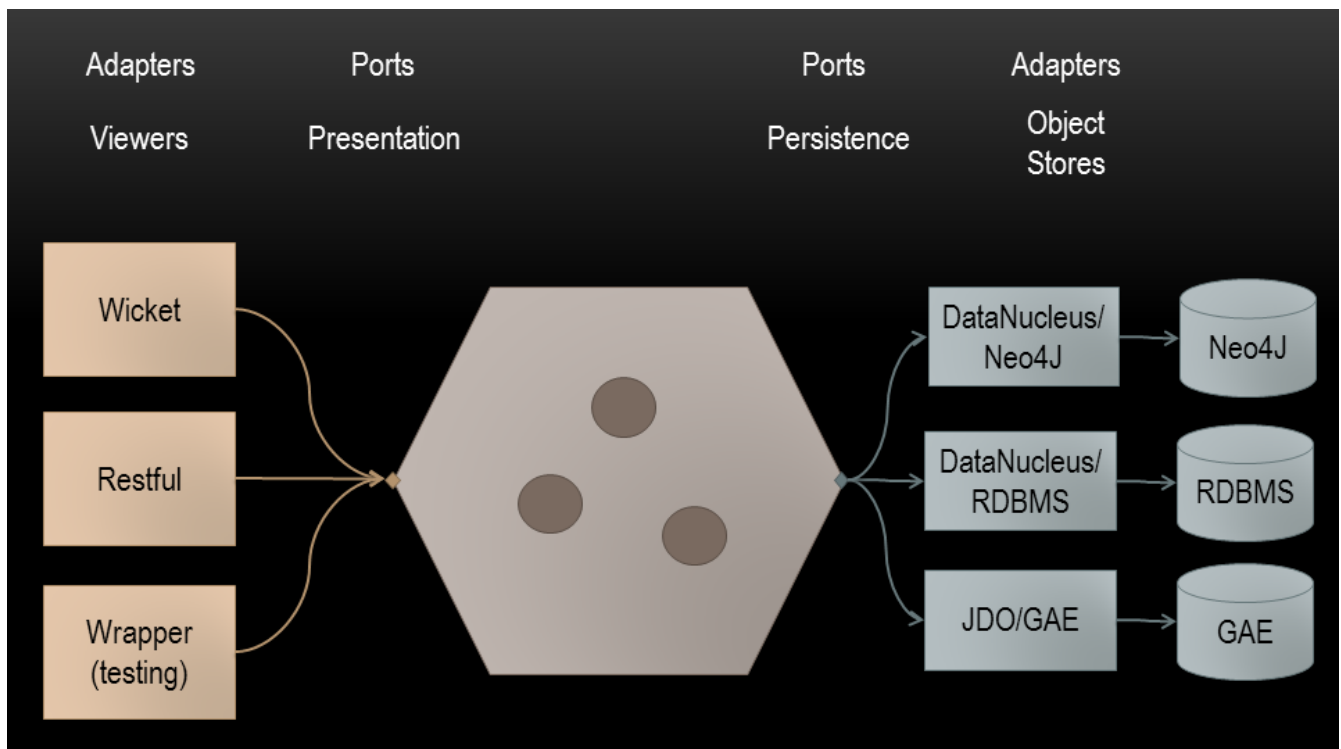 Adapters
Ports
Ports
Adapters
Viewers
Presentation
Persistence
Object
Stores
Wicket
Restful
Wrapper
(testing)
DataNucleus/
Neo4J
Neo4J
DataNucleus/
RDBMS
RDBMS
JDO/GAE
GAE